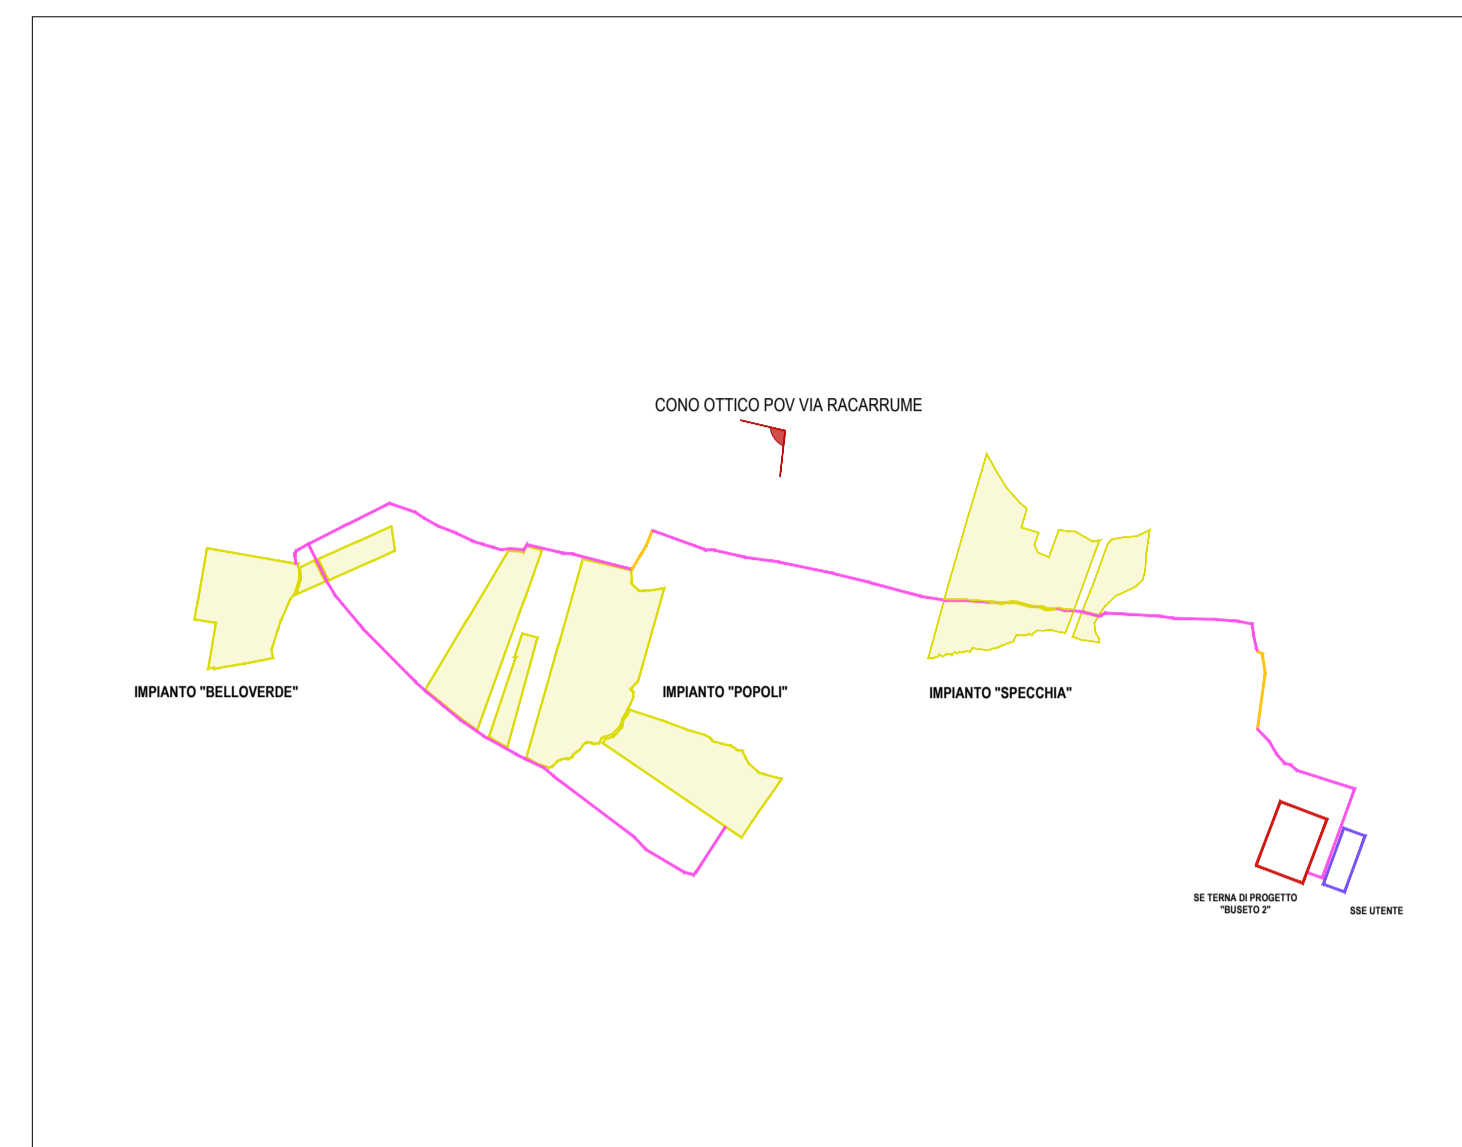 CONO OTTICO POV VIA RACARRUME
IMPIANTO "BELLOVERDE"
IMPIANTO "POPOLI"
IMPIANTO "SPECCHIA"
SE TERNA DI PROGETTO
"BUSETO 2"
SSE UTENTE